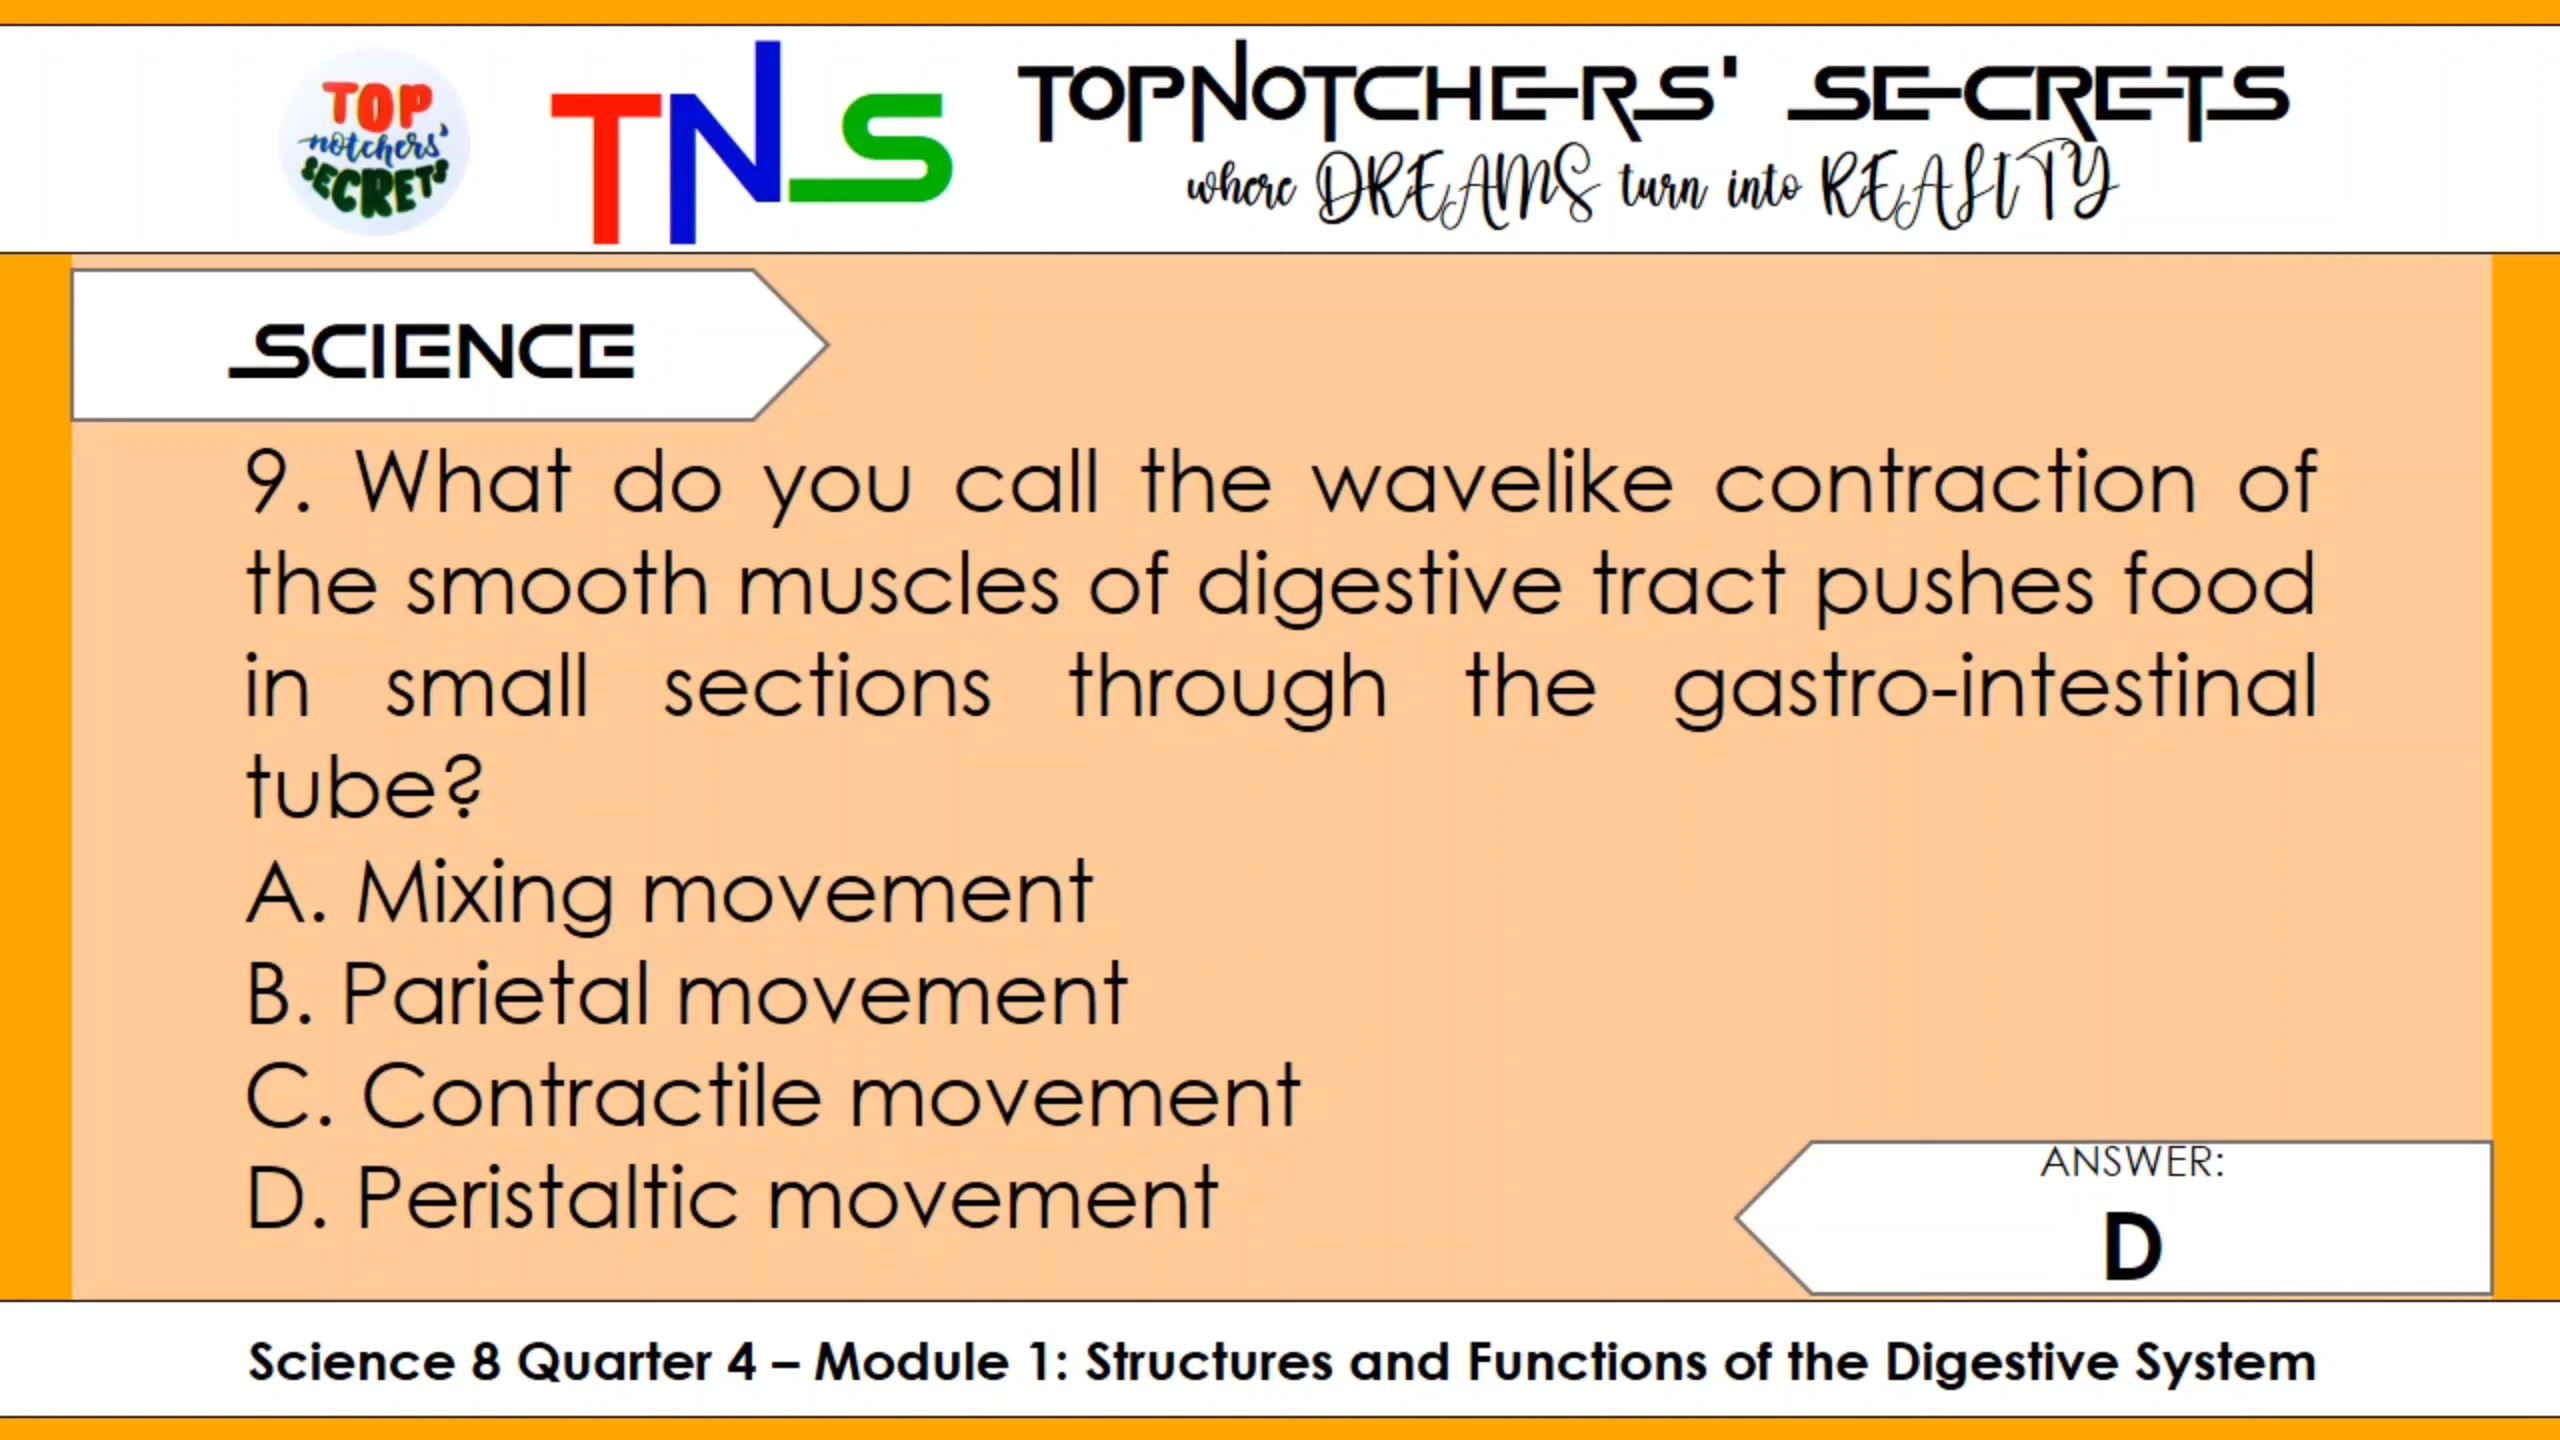 TOP
notchers'
SECRETS
TNS
TOPNOTCHERS' SECRETS
where DREAMS turn into REALITY
SCIENCE
9. What do you call the wavelike contraction of
the smooth muscles of digestive tract pushes food
in small sections through the gastro-intestinal
tube?
A. Mixing movement
B. Parietal movement
C. Contractile movement
D. Peristaltic movement
ANSWER:
D
Science 8 Quarter 4 – Module 1: Structures and Functions of the Digestive System